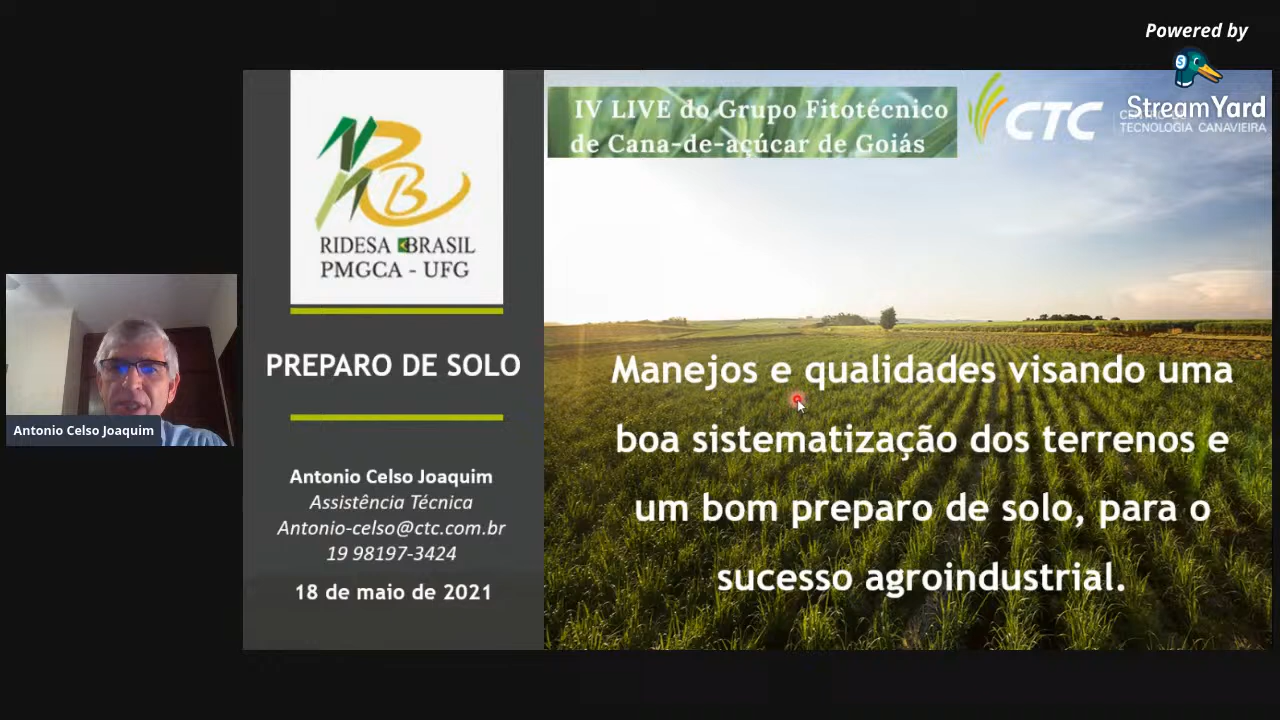 Powered by
StreamYard
IV LIVE do Grupo Fitotécnico
de Cana-de-açúcar de Goiás
CTC
TECNOLOGIA CANAVIEIRA
RB
RIDESA BRASIL
PMGCA - UFG
PREPARO DE SOLO
Manejos e qualidades visando uma
boa sistematização dos terrenos e
um bom preparo de solo, para o
sucesso agroindustrial.
Antonio Celso Joaquim
Antonio Celso Joaquim
Assistência Técnica
Antonio-celso@ctc.com.br
19 98197-3424
18 de maio de 2021